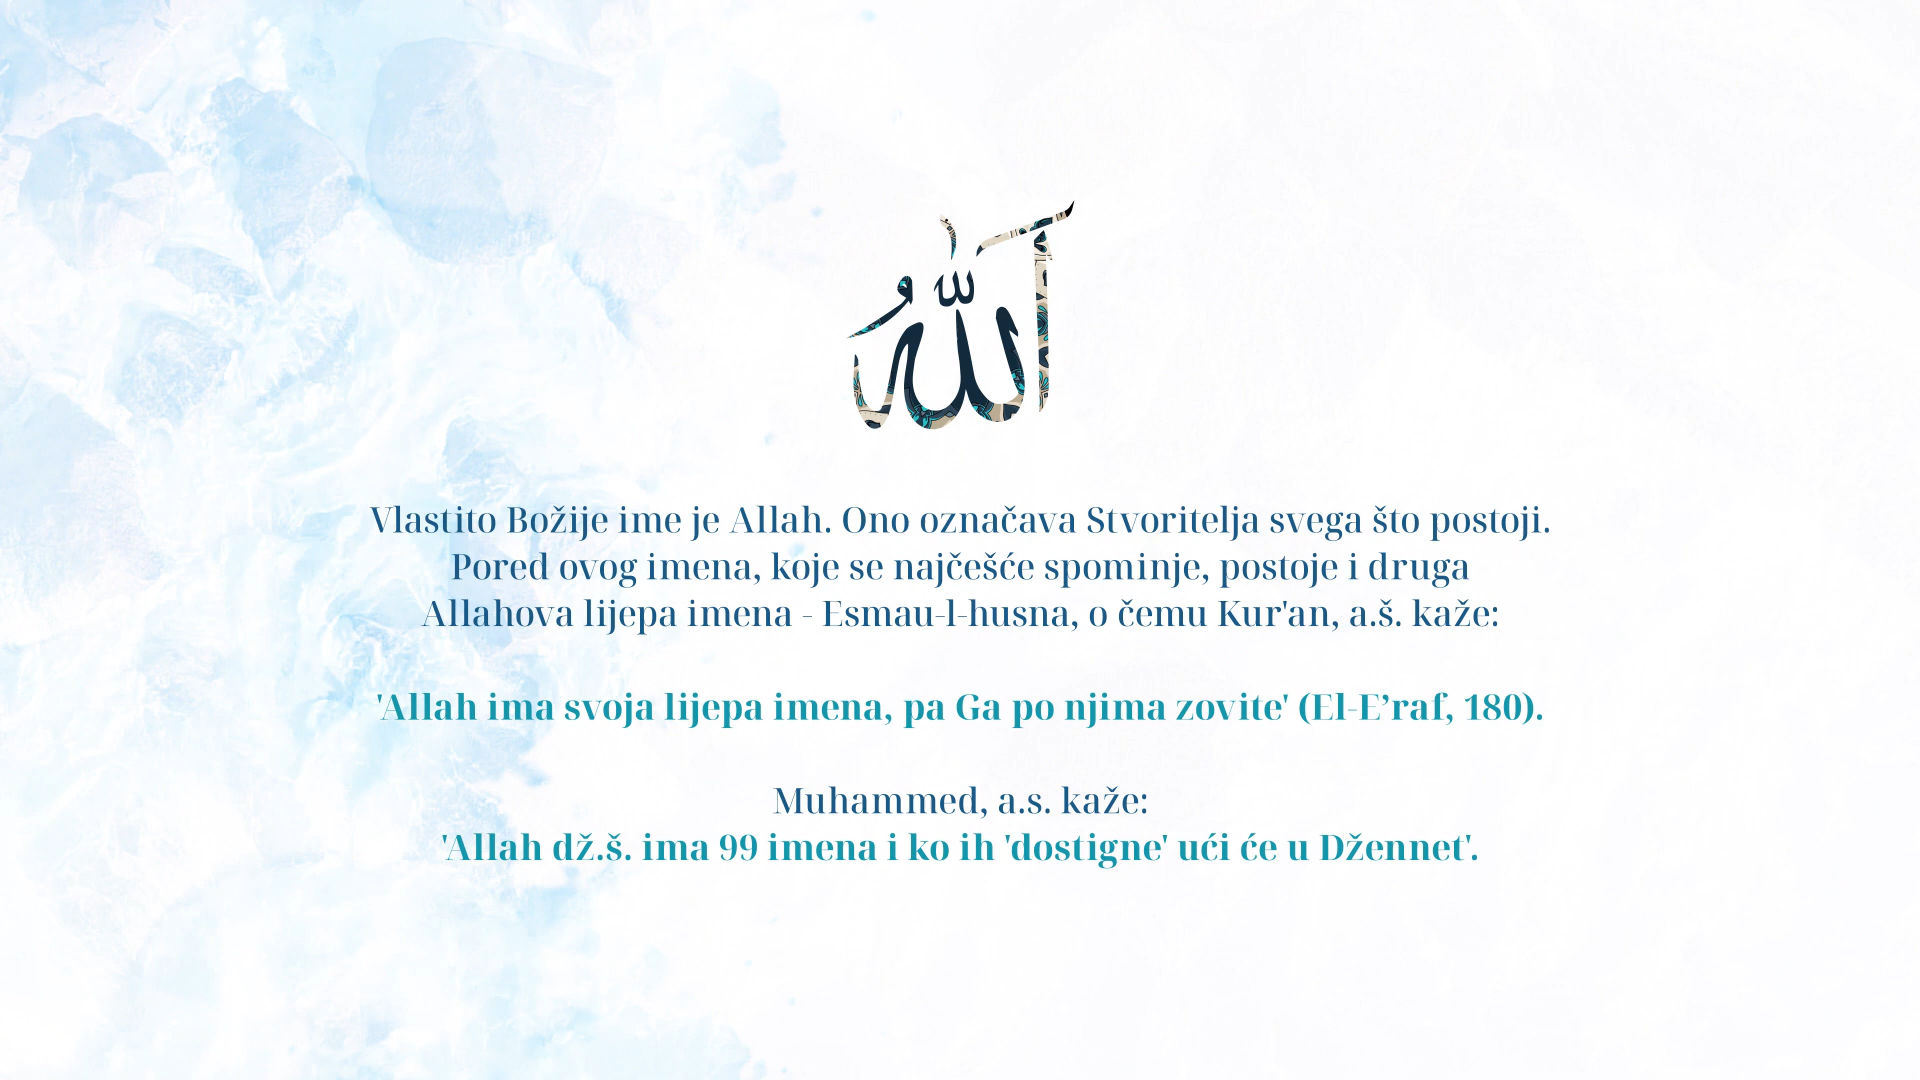 اَللّٰهُ
Vlastito Božije ime je Allah. Ono označava Stvoritelja svega što postoji.
Pored ovog imena, koje se najčešće spominje, postoje i druga
Allahova lijepa imena - Esmau-l-husna, o čemu Kur'an, a.š. kaže:
'Allah ima svoja lijepa imena, pa Ga po njima zovite' (El-E’raf, 180).
Muhammed, a.s. kaže:
'Allah dž.š. ima 99 imena i ko ih 'dostigne' ući će u Džennet'.